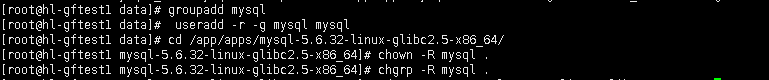 [root@hl-gftest1 data]# groupadd mysql
[root@hl-gftest1 data]#  useradd -r -g mysql mysql
[root@hl-gftest1 data]# cd /app/apps/mysql-5.6.32-linux-glibc2.5-x86_64/
[root@hl-gftest1 mysql-5.6.32-linux-glibc2.5-x86_64]# chown -R mysql .
[root@hl-gftest1 mysql-5.6.32-linux-glibc2.5-x86_64]# chgrp -R mysql .